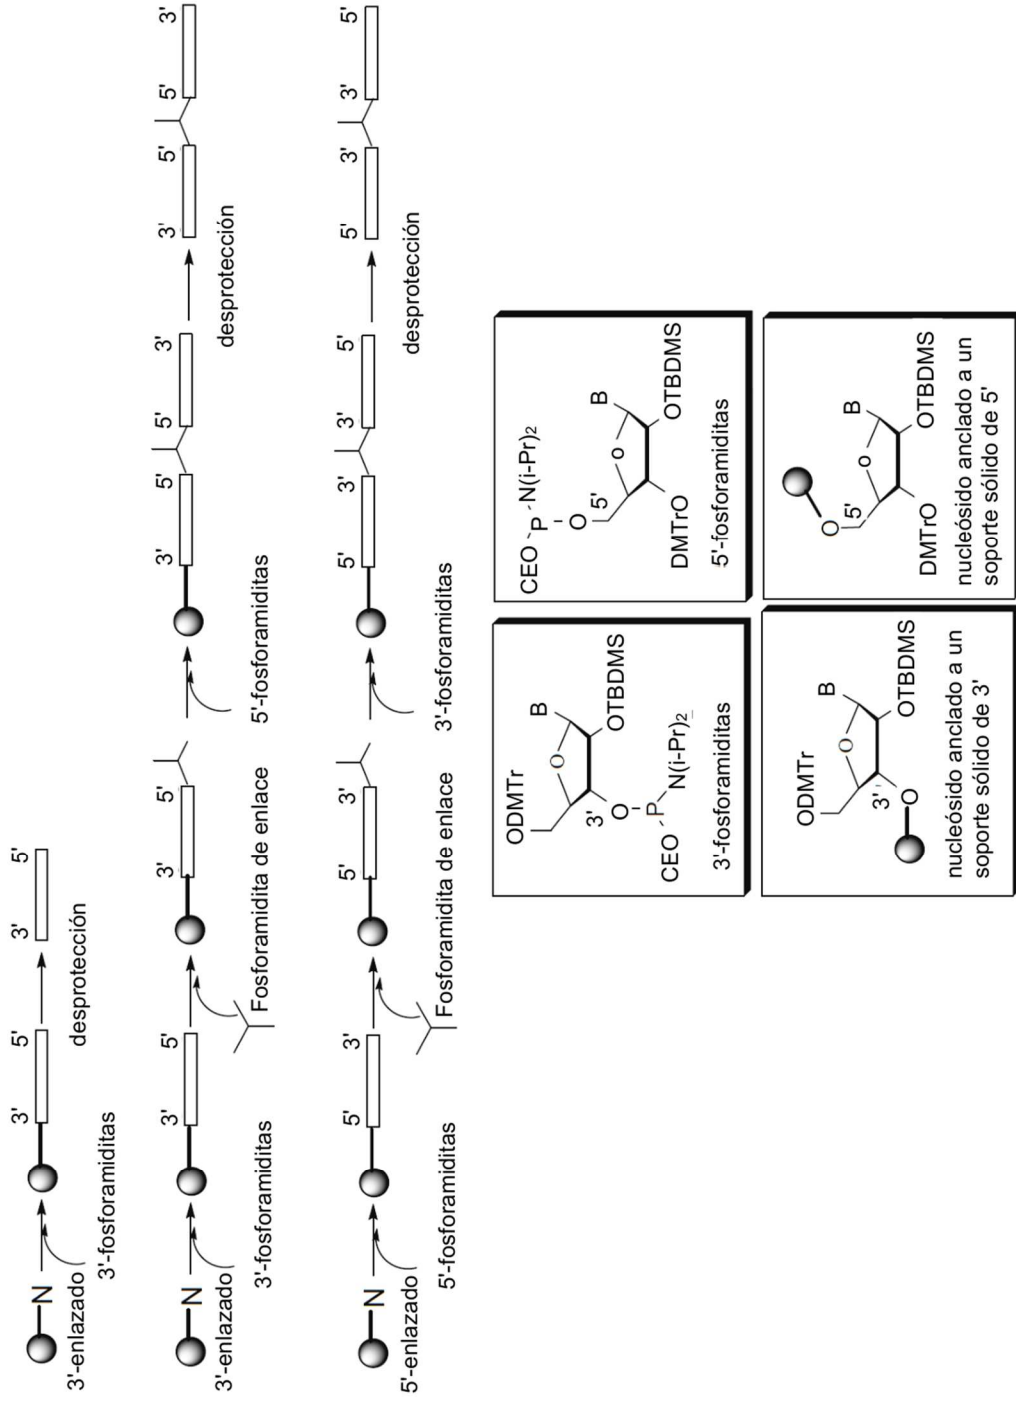 3' 5' 3' 5'
N
3'-enlazado
3'-fosforamiditas
desprotección
3' 5' 3' 5' 3' 5' 5' 3' 3' 5' 5' 3'
N
3'-enlazado
3'-fosforamiditas
Fosforamidita de enlace
5'-fosforamiditas
desprotección
5' 3' 5' 3' 5' 3' 3' 5' 5' 3' 3' 5'
N
5'-enlazado
5'-fosforamiditas
Fosforamidita de enlace
3'-fosforamiditas
desprotección
ODMTr
O
B
3'
O
OTBDMS
P
CEO
N(i-Pr)2
3'-fosforamiditas
CEO
P
N(i-Pr)2
O
5'
O
B
DMTrO
OTBDMS
5'-fosforamiditas
ODMTr
O
B
3'
O
OTBDMS
nucleósido anclado a un
soporte sólido de 3'
O
5'
O
B
DMTrO
OTBDMS
nucleósido anclado a un
soporte sólido de 5'